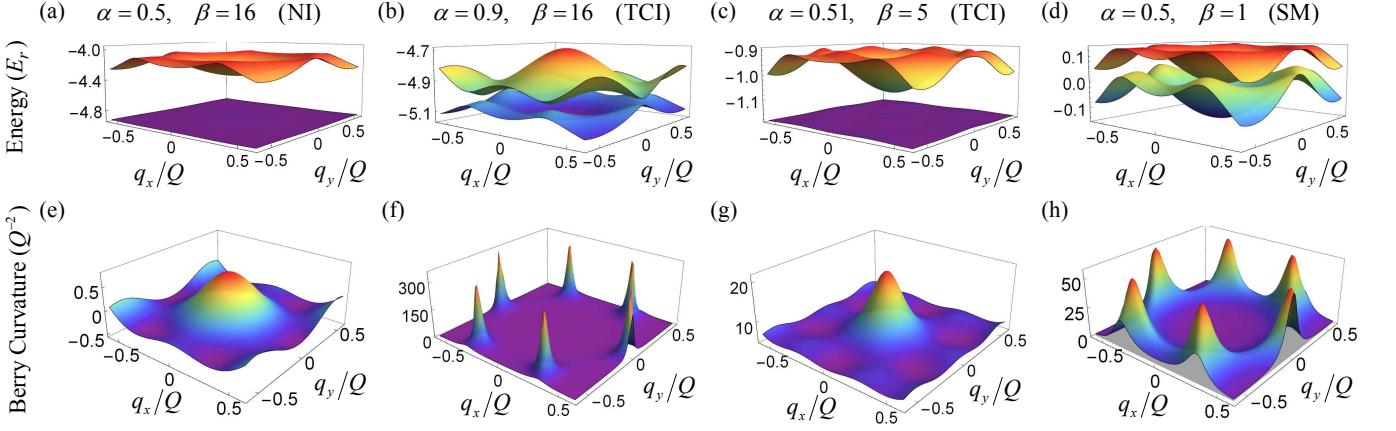 (a) α = 0.5, β = 16 (NI)
(b) α = 0.9, β = 16 (TCI)
(c) α = 0.51, β = 5 (TCI)
(d) α = 0.5, β = 1 (SM)
Energy (E_r)
−4.0
−4.4
−4.8
−0.5
0
0.5
−0.5
0
0.5
q_x/Q
q_y/Q
−4.7
−4.9
−5.1
−0.5
0
0.5
−0.5
0
0.5
q_x/Q
q_y/Q
−0.9
−1.0
−1.1
−0.5
0
0.5
−0.5
0
0.5
q_x/Q
q_y/Q
0.1
0.0
−0.1
−0.5
0
0.5
−0.5
0
0.5
q_x/Q
q_y/Q
Berry Curvature (Q⁻²)
(e)
0.5
0
−0.5
−0.5
0
0.5
−0.5
0
0.5
q_x/Q
q_y/Q
(f)
300
150
0
−0.5
0
0.5
−0.5
0
0.5
q_x/Q
q_y/Q
(g)
20
10
−0.5
0
0.5
−0.5
0
0.5
q_x/Q
q_y/Q
(h)
50
25
0
−0.5
0
0.5
−0.5
0
0.5
q_x/Q
q_y/Q